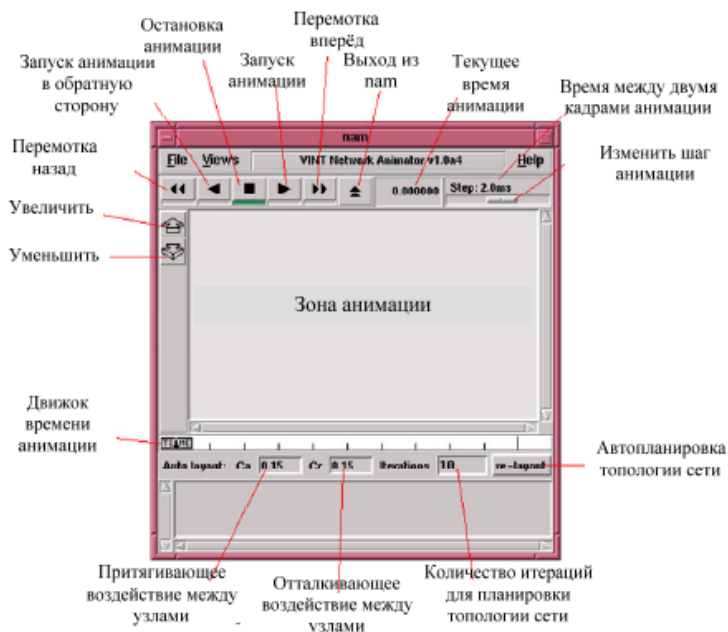 Остановка
анимации
Перемотка
вперёд
Запуск анимации
в обратную
сторону
Запуск
анимации
Выход из
nam
Текущее
время
анимации
Время между двумя
кадрами анимации
Перемотка
назад
Изменить шаг
анимации
nam
File Views VINT Network Animator v1.0a4 Help
0.000000 Step: 2.0ms
Увеличить
Уменьшить
Зона анимации
Движок
времени
анимации
TIME
Auto layout: Ca 0.15 Cr 0.15 Iterations 10 re-layout
Автопланировка
топологии сети
Притягивающее
воздействие между
узлами
Отталкивающее
воздействие между
узлами
Количество итераций
для планировки
топологии сети